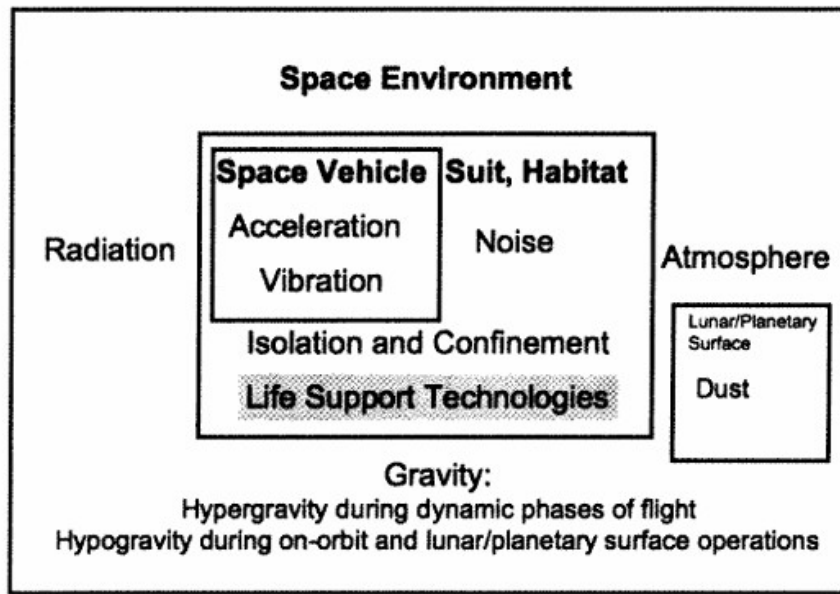 Space Environment
Space Vehicle Suit, Habitat
Acceleration
Vibration
Noise
Radiation
Atmosphere
Isolation and Confinement
Life Support Technologies
Lunar/Planetary
Surface
Dust
Gravity:
Hypergravity during dynamic phases of flight
Hypogravity during on-orbit and lunar/planetary surface operations